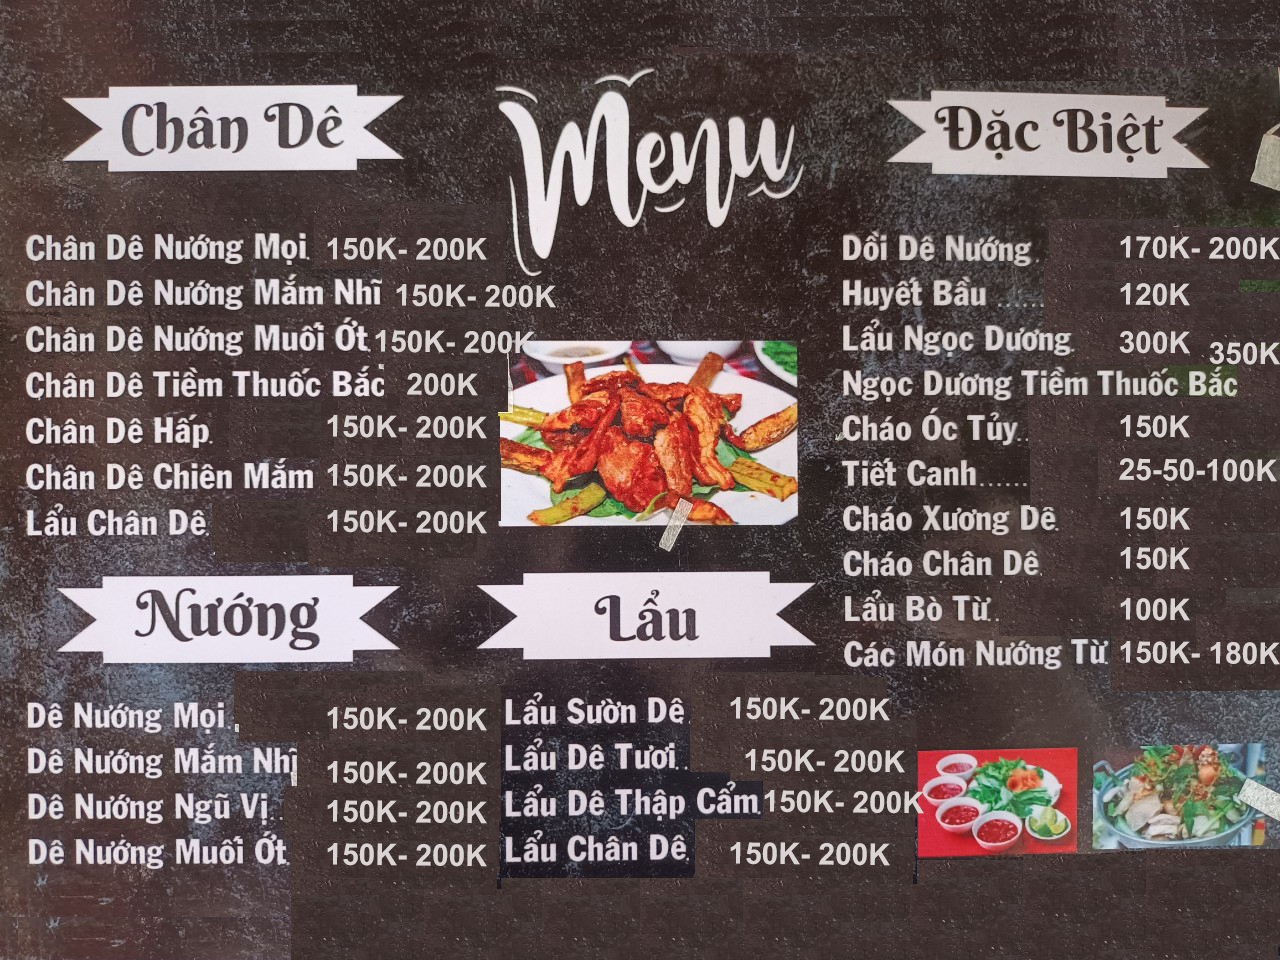 Menu
Chân Dê
Chân Dê Nướng Mọi 150K- 200K
Chân Dê Nướng Mắm Nhĩ 150K- 200K
Chân Dê Nướng Muối Ớt 150K- 200K
Chân Dê Tiềm Thuốc Bắc 200K
Chân Dê Hấp 150K- 200K
Chân Dê Chiên Mắm 150K- 200K
Lẩu Chân Dê 150K- 200K
Nướng
Dê Nướng Mọi 150K- 200K
Dê Nướng Mắm Nhị 150K- 200K
Dê Nướng Ngũ Vị 150K- 200K
Dê Nướng Muối Ớt 150K- 200K
Lẩu
Lẩu Sườn Dê 150K- 200K
Lẩu Dê Tươi 150K- 200K
Lẩu Dê Thập Cẩm 150K- 200K
Lẩu Chân Dê 150K- 200K
Đặc Biệt
Dồi Dê Nướng 170K- 200K
Huyết Bầu ...... 120K
Lẩu Ngọc Dương 300K
Ngọc Dương Tiềm Thuốc Bắc 350K
Cháo Óc Tủy.. 150K
Tiết Canh...... 25-50-100K
Cháo Xương Dê 150K
Cháo Chân Dê 150K
Lẩu Bò Từ.. 100K
Các Món Nướng Từ 150K- 180K